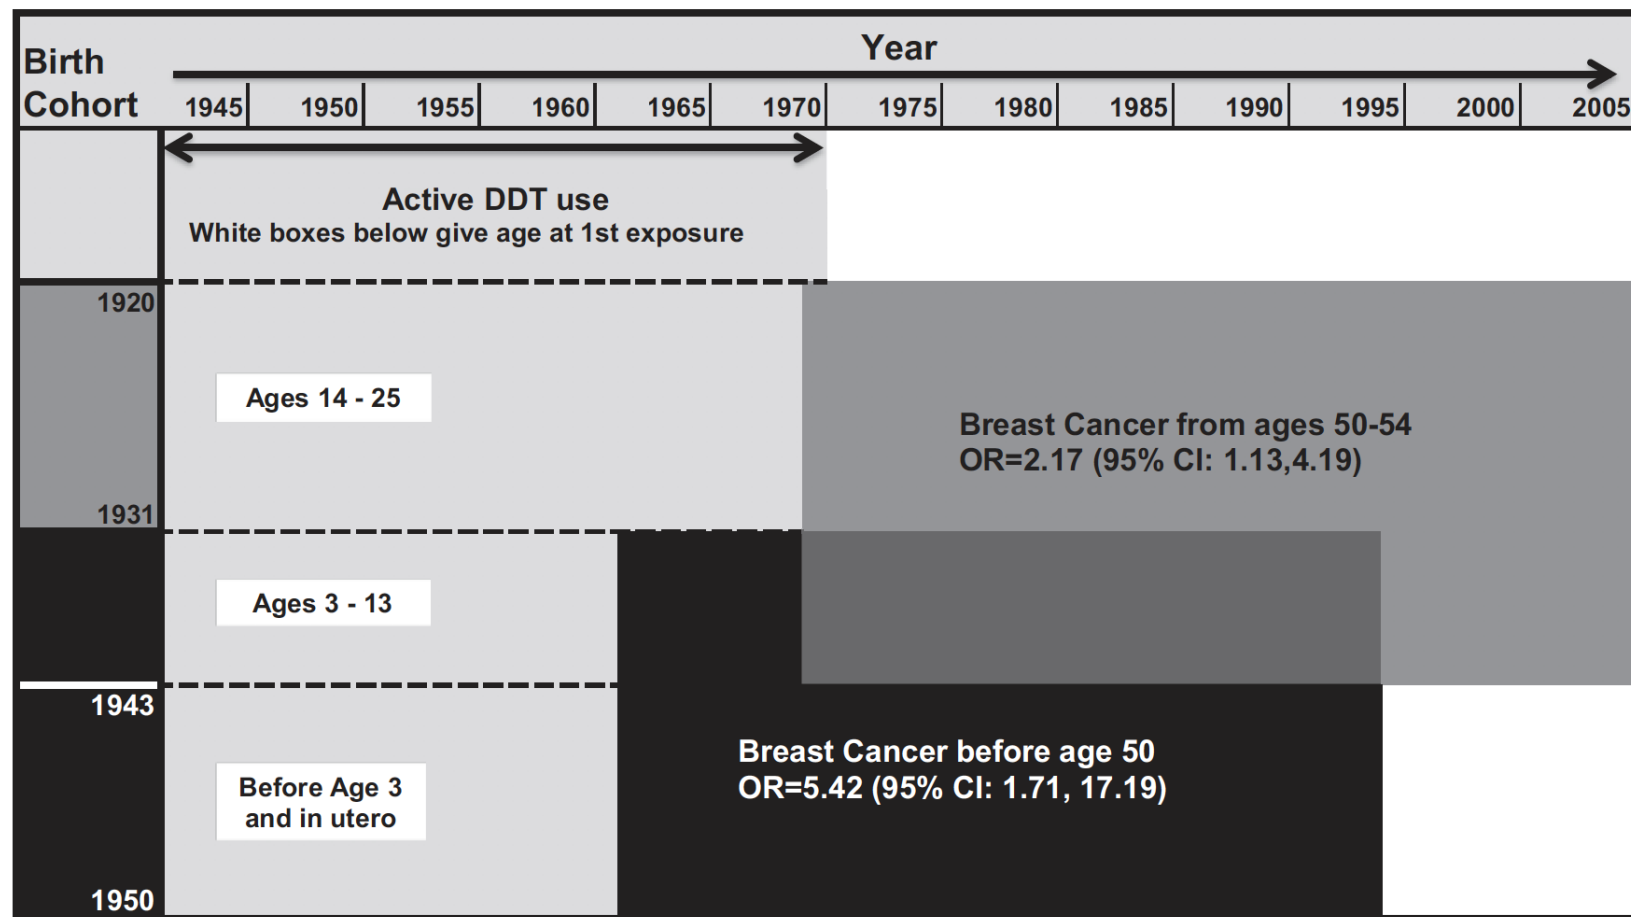 Year
Birth
Cohort
1945 1950 1955 1960 1965 1970 1975 1980 1985 1990 1995 2000 2005
Active DDT use
White boxes below give age at 1st exposure
1920
Ages 14 - 25
Breast Cancer from ages 50-54
OR=2.17 (95% CI: 1.13,4.19)
1931
Ages 3 - 13
1943
Breast Cancer before age 50
OR=5.42 (95% CI: 1.71, 17.19)
Before Age 3
and in utero
1950